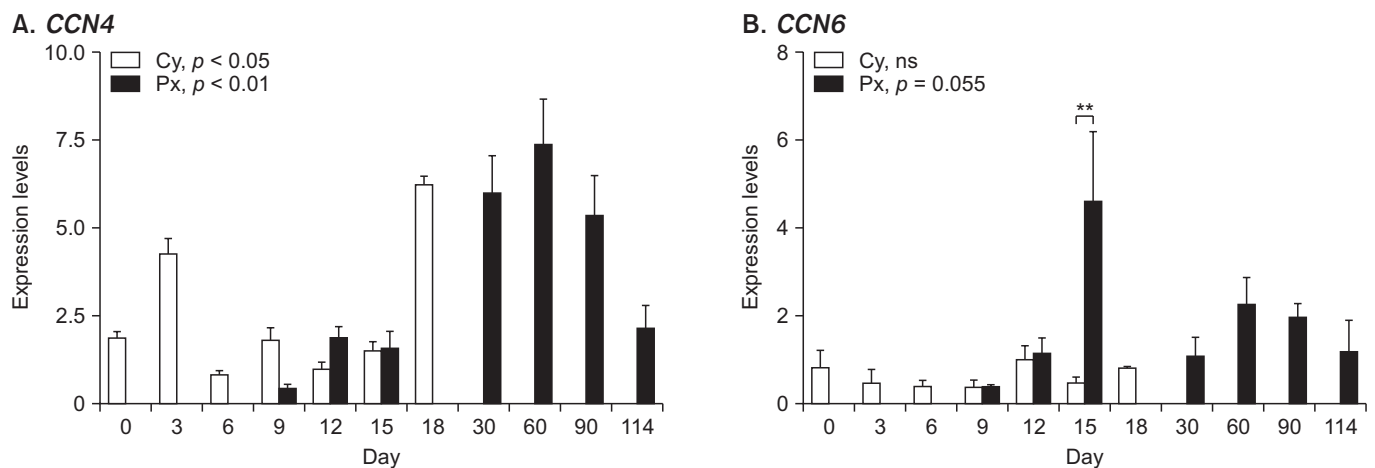 A. CCN4
10.0
7.5
5.0
2.5
0
Expression levels
Cy, p < 0.05
Px, p < 0.01
0 3 6 9 12 15 18 30 60 90 114
Day
B. CCN6
8
6
4
2
0
Expression levels
Cy, ns
Px, p = 0.055
**
0 3 6 9 12 15 18 30 60 90 114
Day